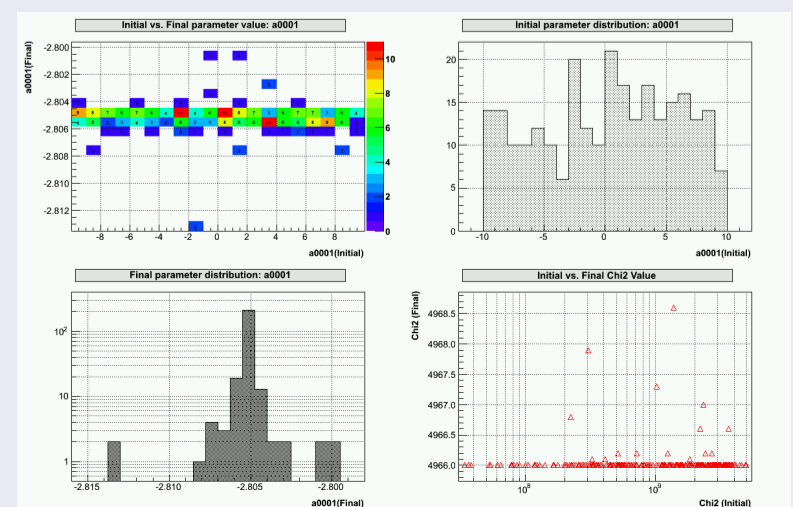 Initial vs. Final parameter value: a0001
a0001(Final)
-2.800
-2.802
-2.804
-2.806
-2.808
-2.810
-2.812
-8 -6 -4 -2 0 2 4 6 8
a0001(Initial)
10
8
6
4
2
0
Initial parameter distribution: a0001
20
15
10
5
0
-10 -5 0 5 10
a0001(Initial)
Final parameter distribution: a0001
10²
10
1
-2.815 -2.810 -2.805 -2.800
a0001(Final)
Initial vs. Final Chi2 Value
Chi2 (Final)
4968.5
4968.0
4967.5
4967.0
4966.5
4966.0
10⁸ 10⁹
Chi2 (Initial)